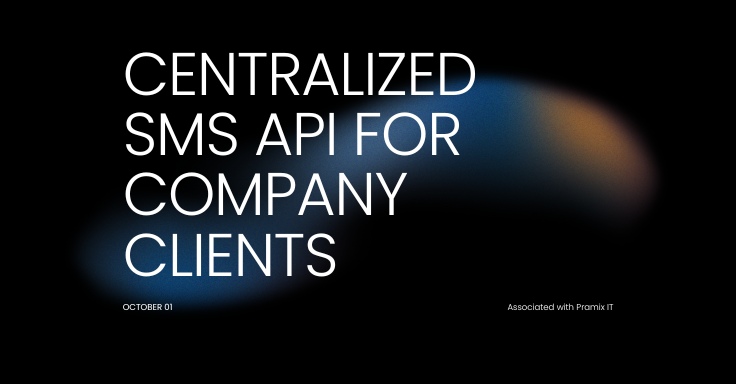 CENTRALIZED
SMS API FOR
COMPANY
CLIENTS
OCTOBER 01
Associated with Pramix IT